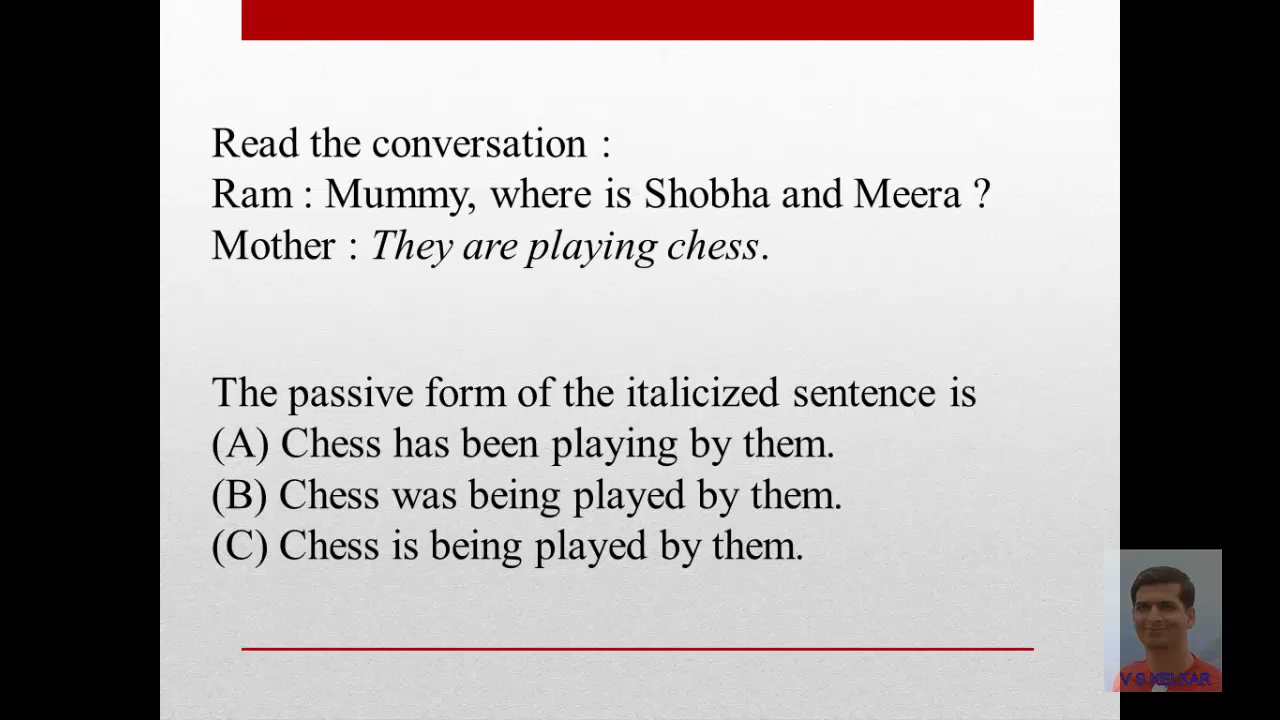 Read the conversation :
Ram : Mummy, where is Shobha and Meera ?
Mother : They are playing chess.
The passive form of the italicized sentence is
(A) Chess has been playing by them.
(B) Chess was being played by them.
(C) Chess is being played by them.
V S KELKAR